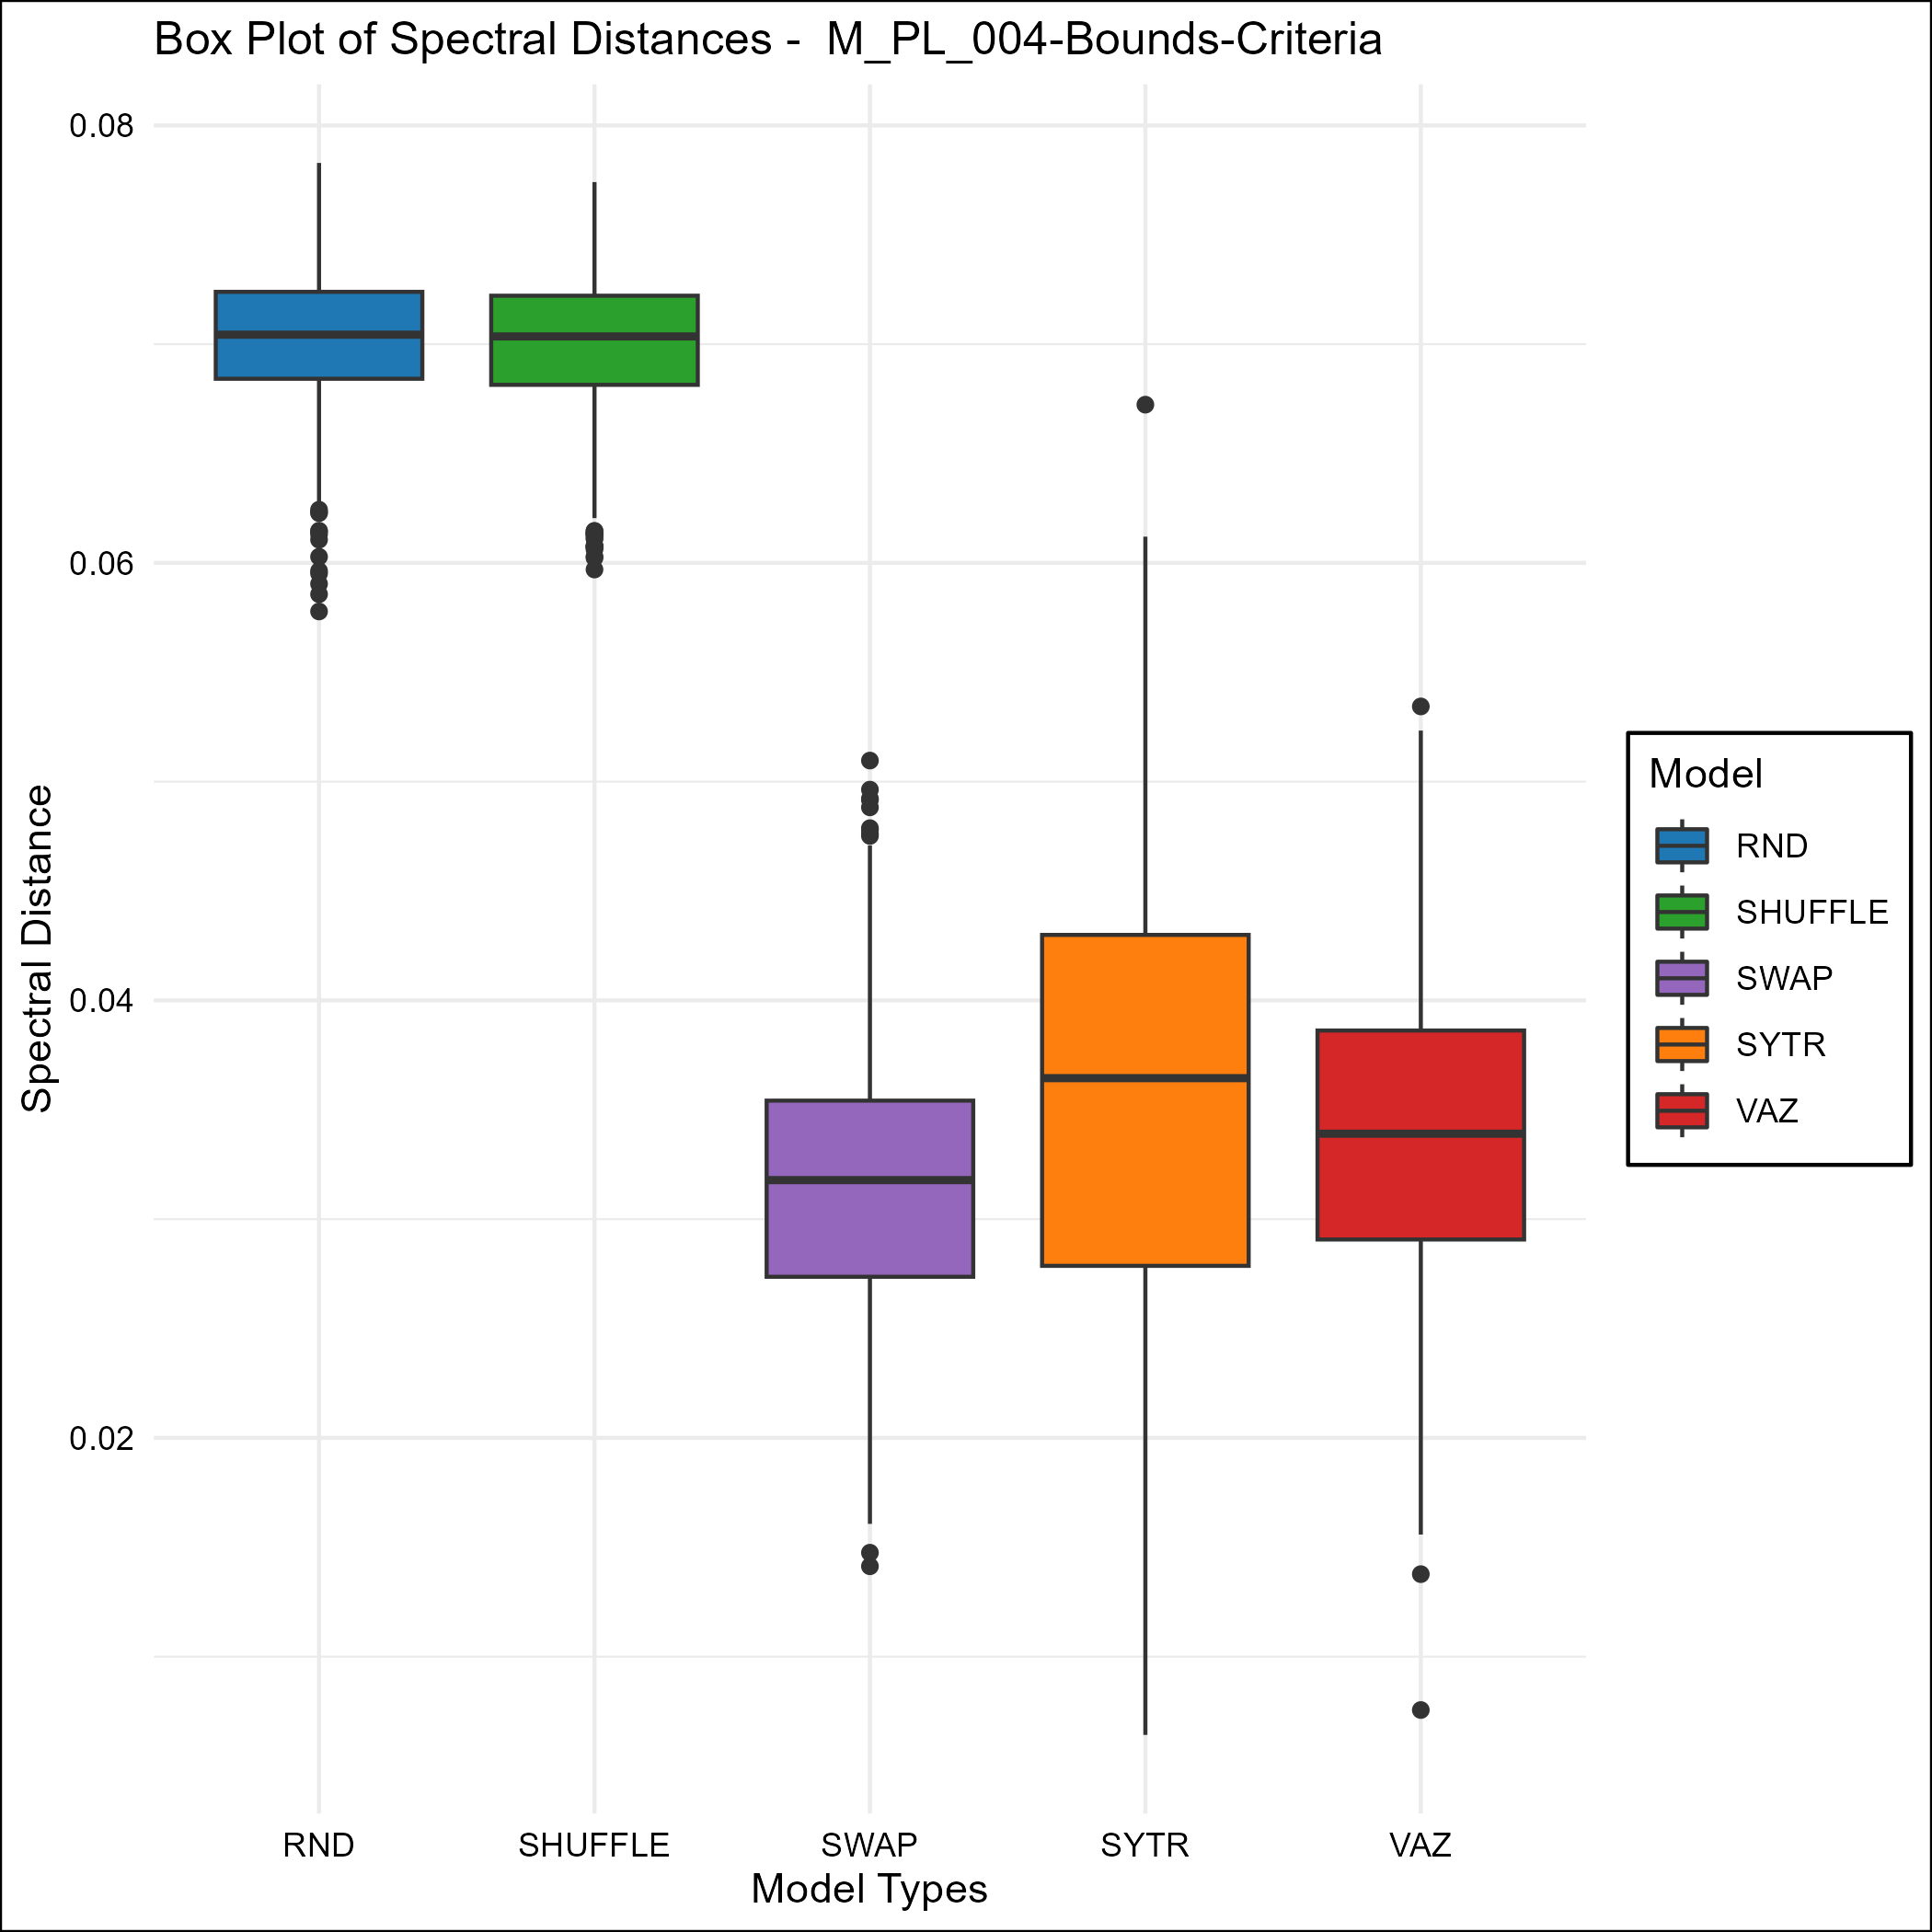 Box Plot of Spectral Distances -  M_PL_004-Bounds-Criteria
0.08
0.06
0.04
0.02
Spectral Distance
RND
SHUFFLE
SWAP
SYTR
VAZ
Model Types
Model
RND
SHUFFLE
SWAP
SYTR
VAZ